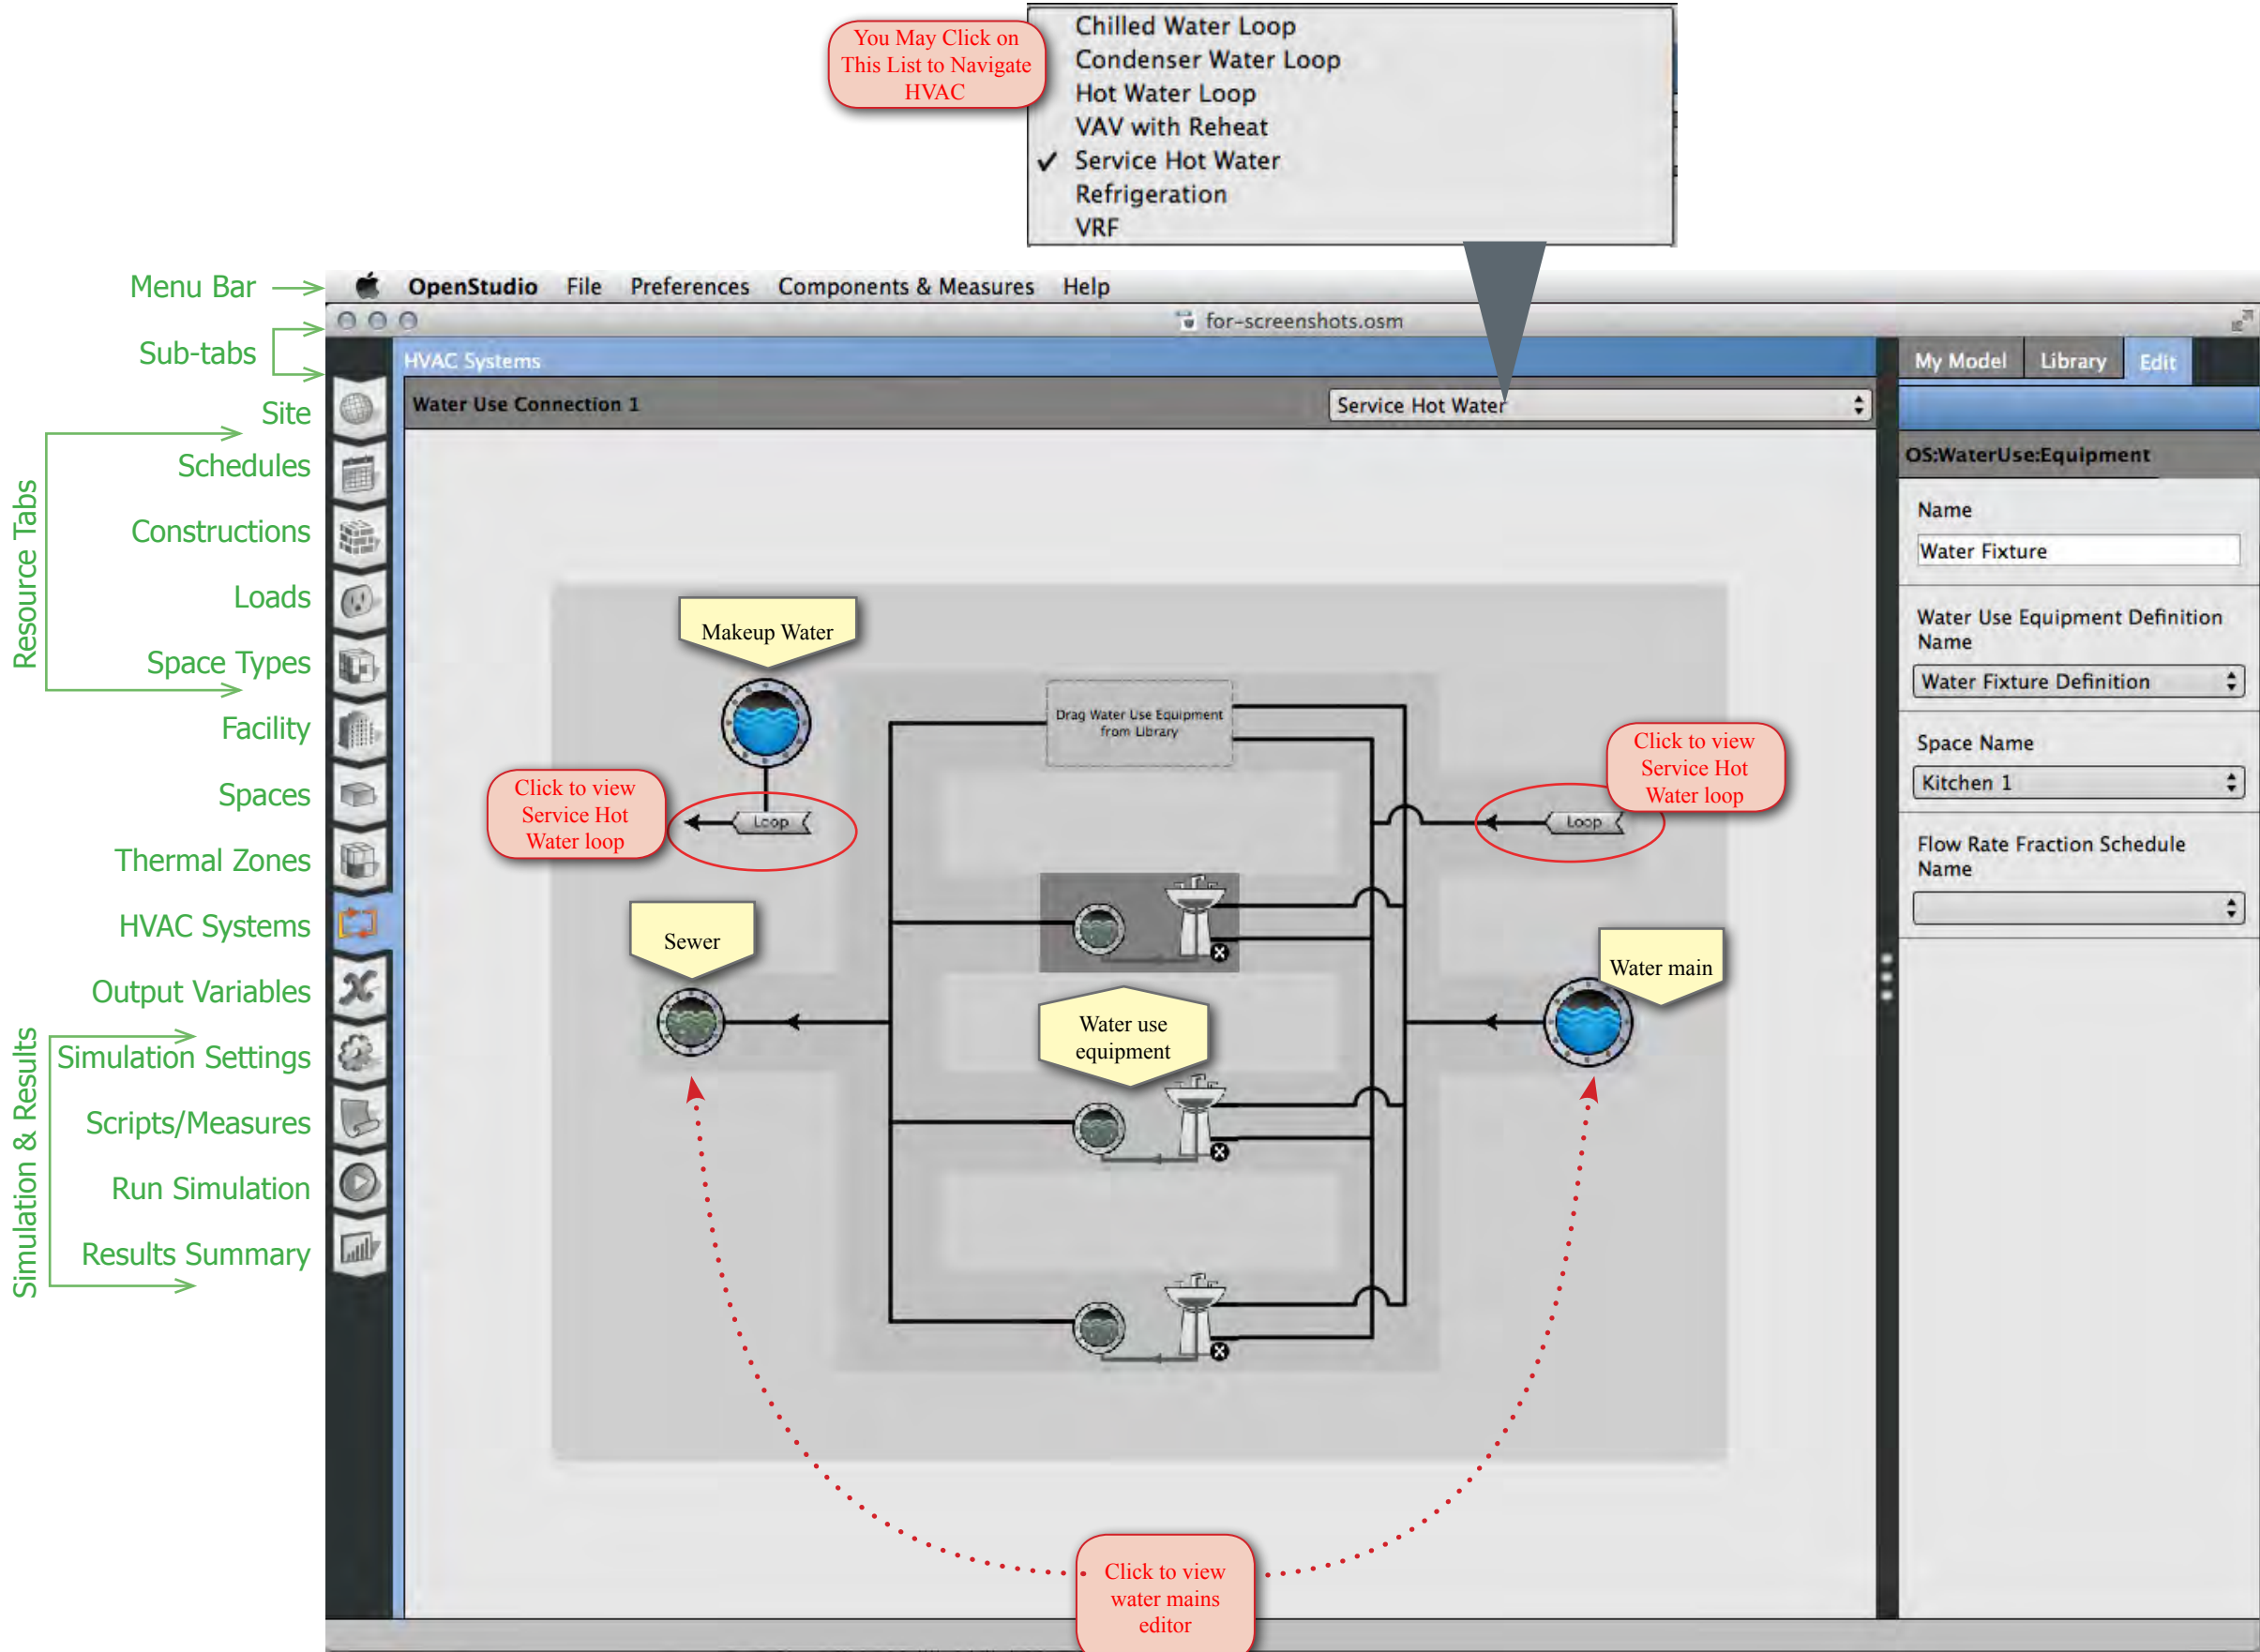 You May Click on
This List to Navigate
HVAC
Chilled Water Loop
Condenser Water Loop
Hot Water Loop
VAV with Reheat
✓ Service Hot Water
Refrigeration
VRF
Menu Bar
OpenStudio File Preferences Components & Measures Help
for-screenshots.osm
Sub-tabs
HVAC Systems
My Model Library Edit
Water Use Connection 1
Service Hot Water
Resource Tabs
Site
Schedules
Constructions
Loads
Space Types
Facility
Spaces
Thermal Zones
HVAC Systems
Output Variables
Simulation & Results
Simulation Settings
Scripts/Measures
Run Simulation
Results Summary
Makeup Water
Drag Water Use Equipment
from Library
Click to view
Service Hot
Water loop
Loop
Click to view
Service Hot
Water loop
Loop
Sewer
Water main
Water use
equipment
Click to view
water mains
editor
OS:WaterUse:Equipment
Name
Water Fixture
Water Use Equipment Definition
Name
Water Fixture Definition
Space Name
Kitchen 1
Flow Rate Fraction Schedule
Name